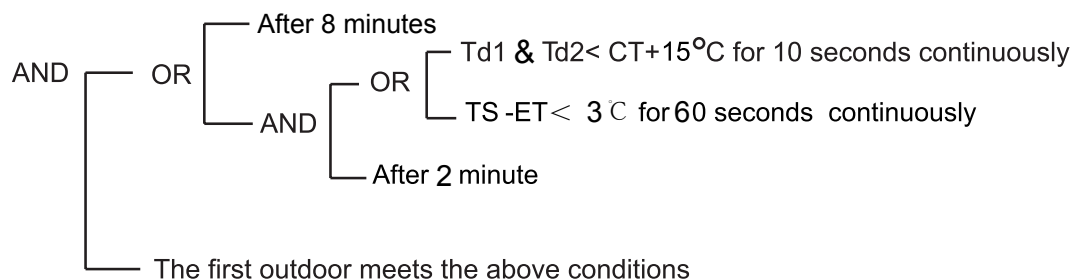 After 8 minutes
Td1 & Td2< CT+15°C for 10 seconds continuously
AND OR
OR
TS -ET< 3℃ for 60 seconds continuously
AND
After 2 minute
The first outdoor meets the above conditions